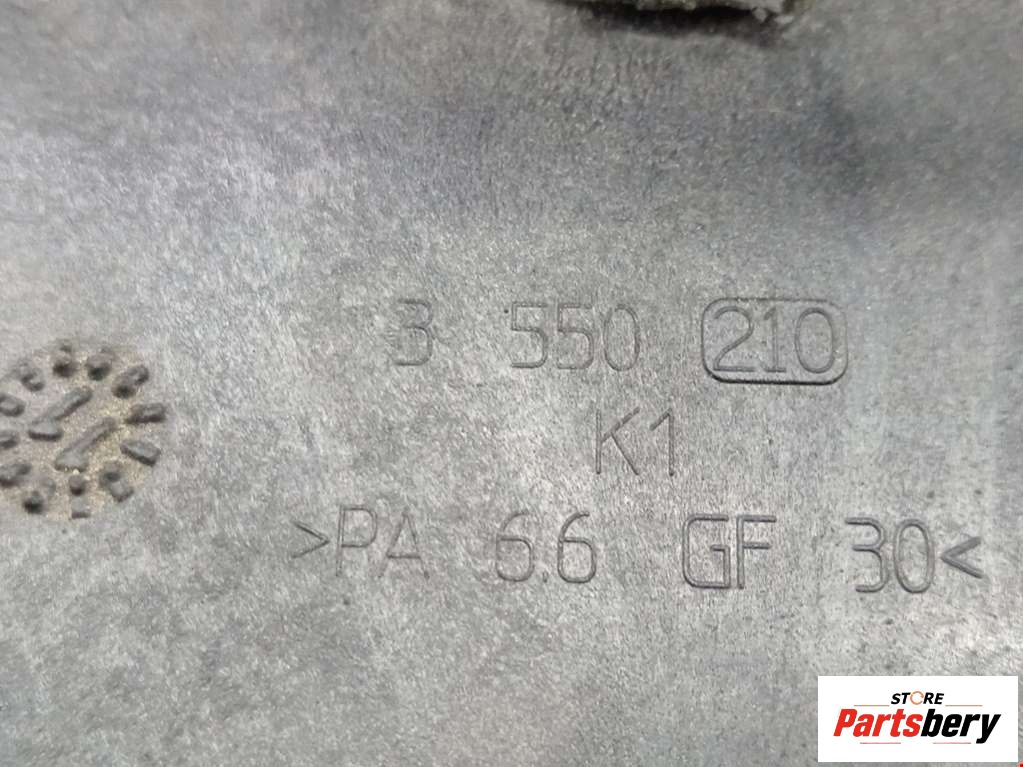 3 550 210
K1
>PA 6.6 GF 30<
STORE
Partsbery